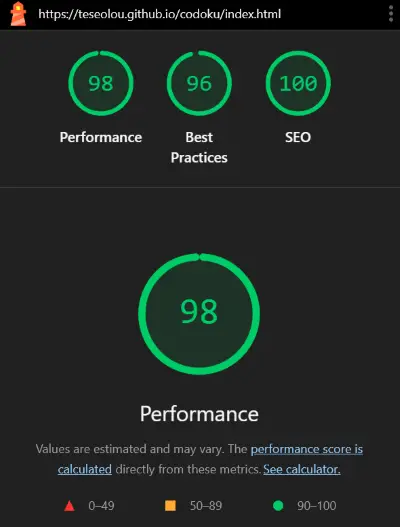 https://teseolou.github.io/codoku/index.html
98 96 100
Performance Best SEO
Practices
98
Performance
Values are estimated and may vary. The performance score is
calculated directly from these metrics. See calculator.
0–49 50–89 90–100